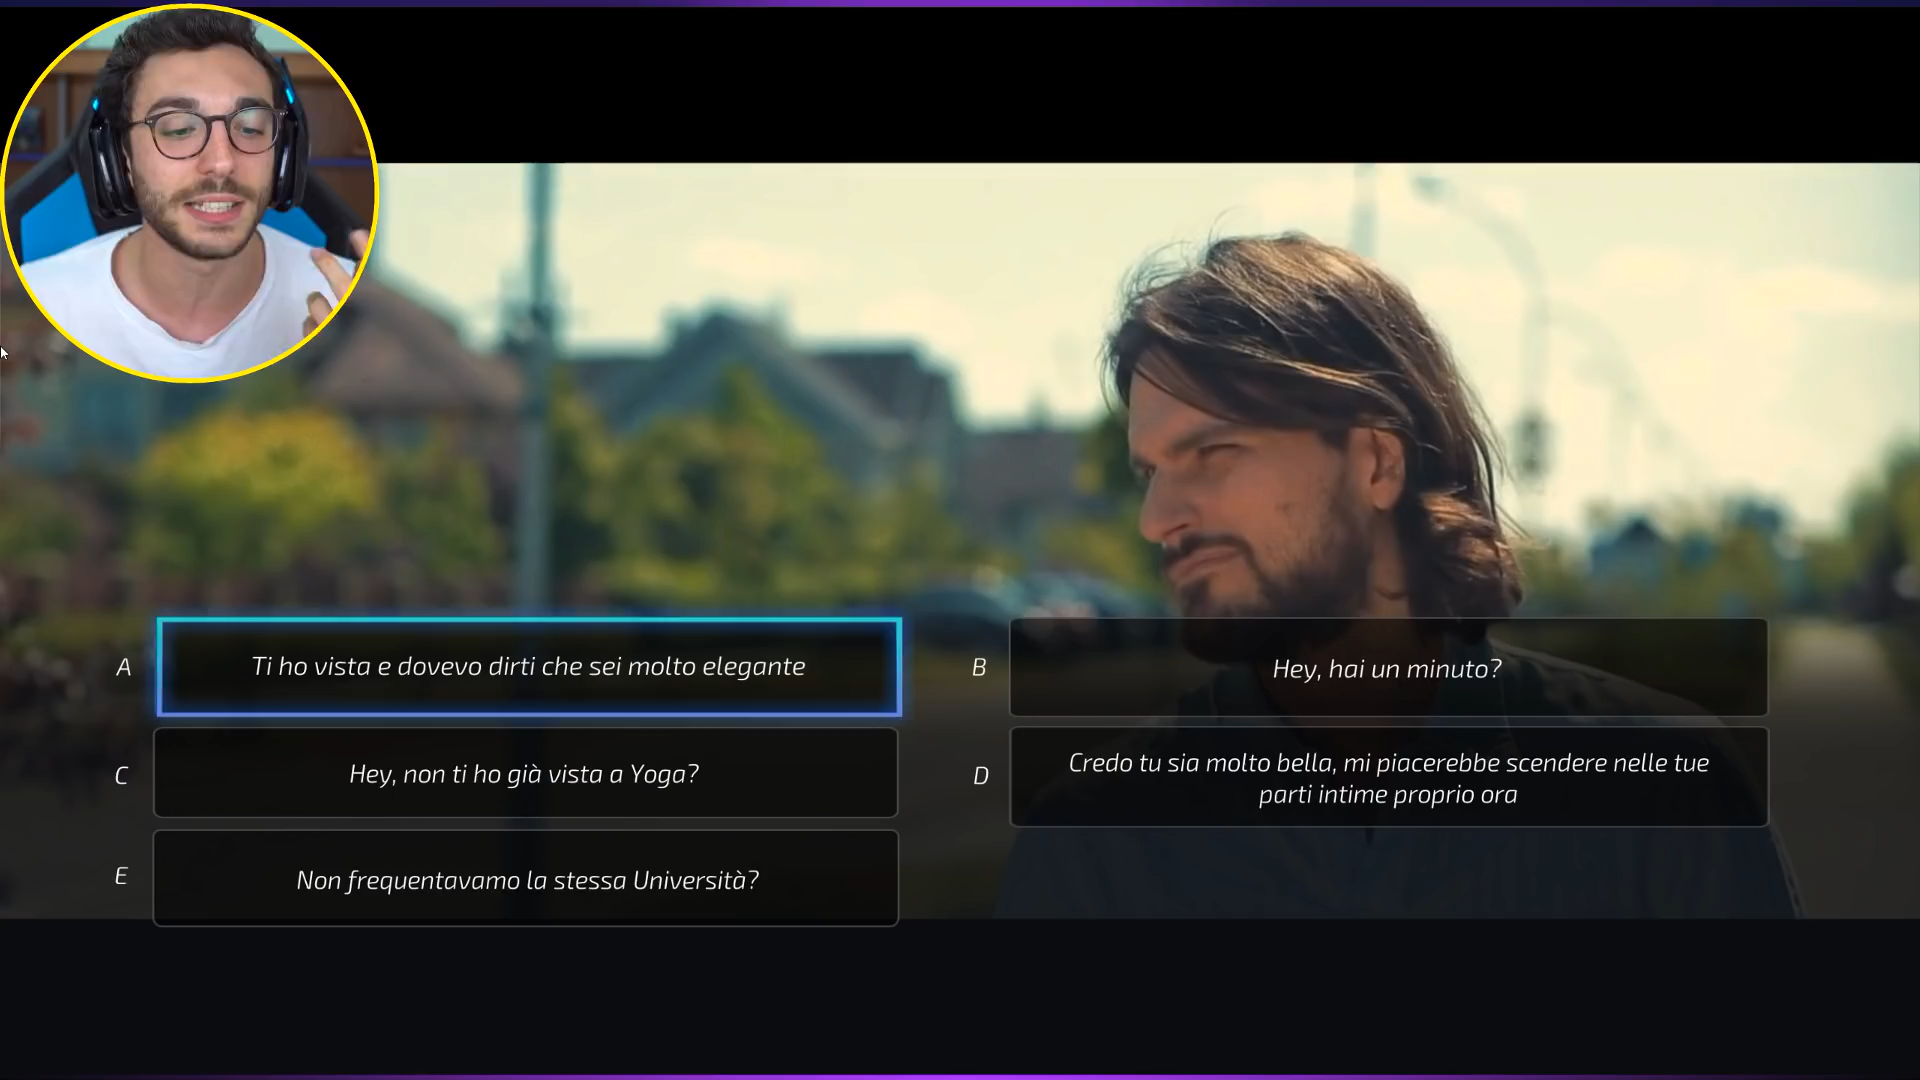 A
Ti ho vista e dovevo dirti che sei molto elegante
B
Hey, hai un minuto?
C
Hey, non ti ho già vista a Yoga?
D
Credo tu sia molto bella, mi piacerebbe scendere nelle tue
parti intime proprio ora
E
Non frequentavamo la stessa Università?